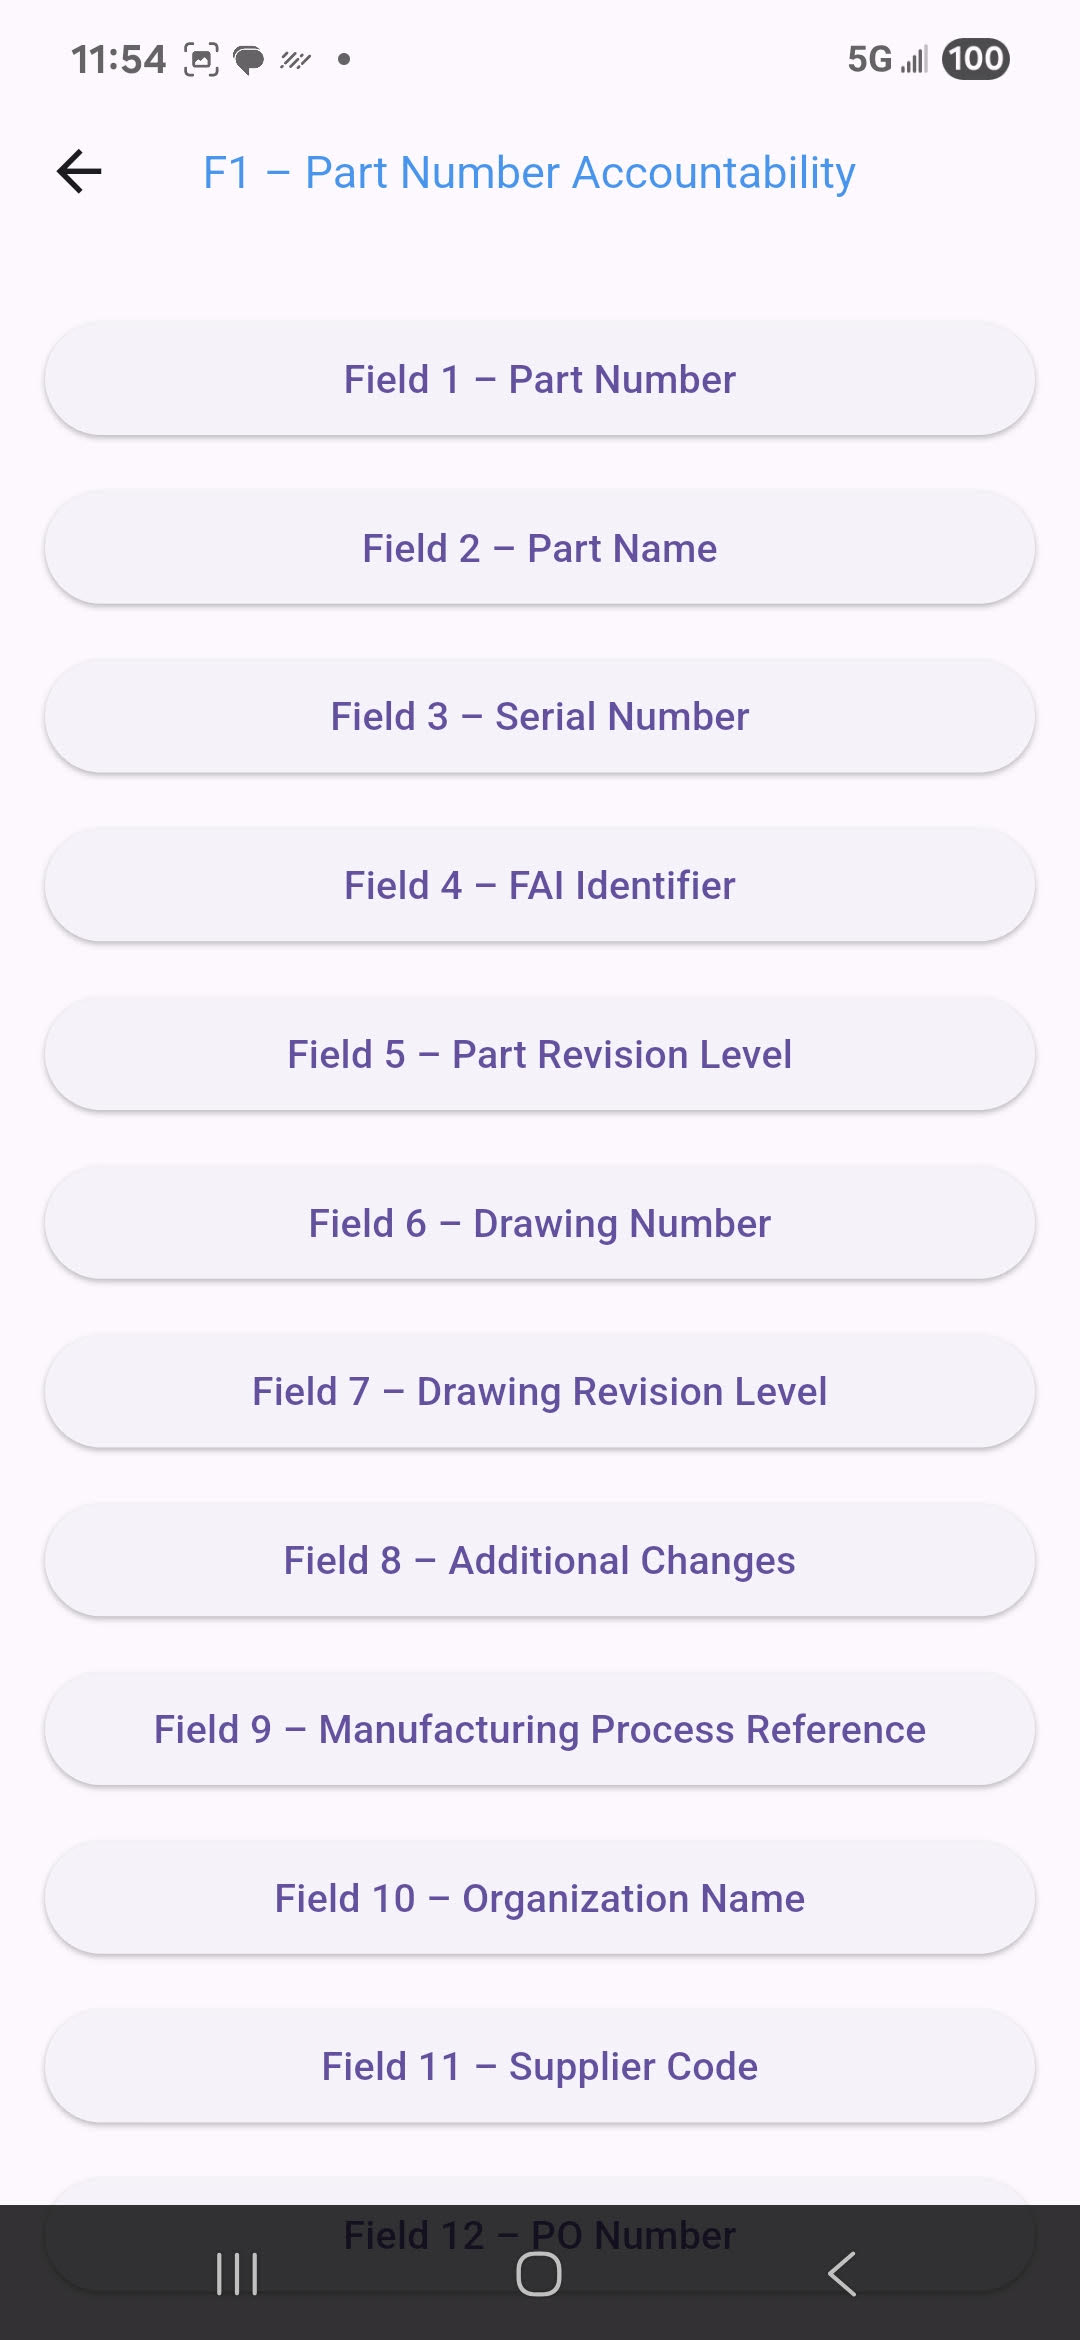 11:54
5G
100
F1 – Part Number Accountability
Field 1 – Part Number
Field 2 – Part Name
Field 3 – Serial Number
Field 4 – FAI Identifier
Field 5 – Part Revision Level
Field 6 – Drawing Number
Field 7 – Drawing Revision Level
Field 8 – Additional Changes
Field 9 – Manufacturing Process Reference
Field 10 – Organization Name
Field 11 – Supplier Code
Field 12 – PO Number